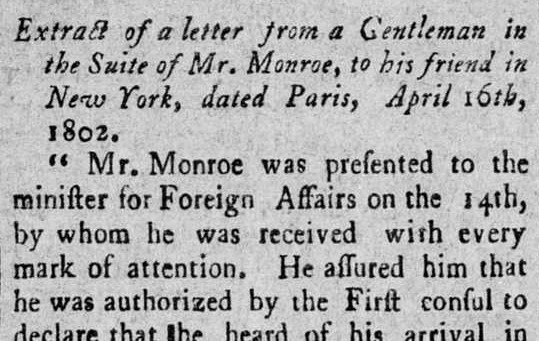 Extraƈt of a letter from a Gentleman in
the Suite of Mr. Monroe, to his friend in
New York, dated Paris, April 16th,
1802.
“ Mr. Monroe was preſented to the
miniſter for Foreign Affairs on the 14th,
by whom he was received with every
mark of attention. He aſſured him that
he was authorized by the Firſt conſul to
declare that he heard of his arrival in